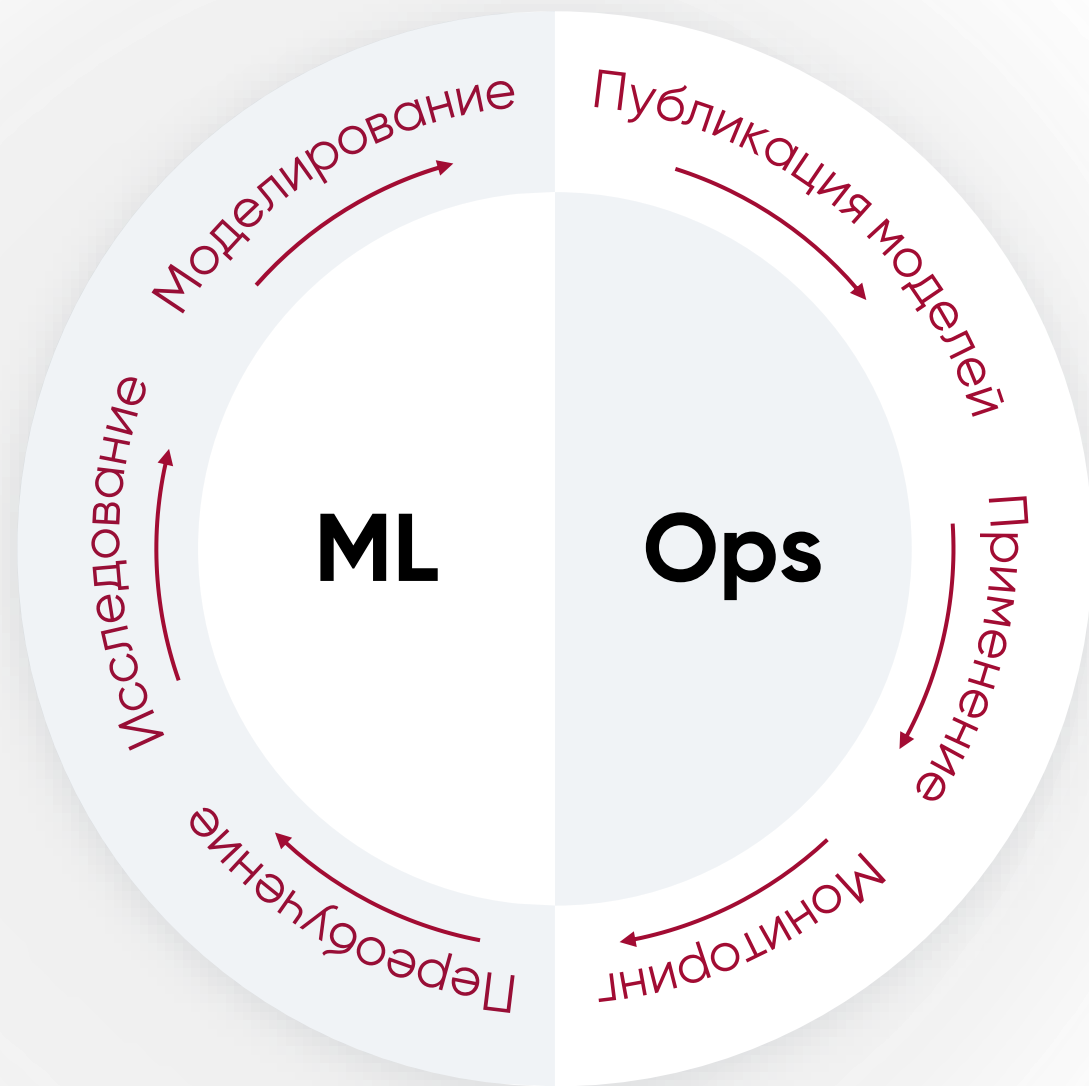 Моделирование
Публикация моделей
Применение
Мониторинг
Переобучение
Исследование
ML
Ops